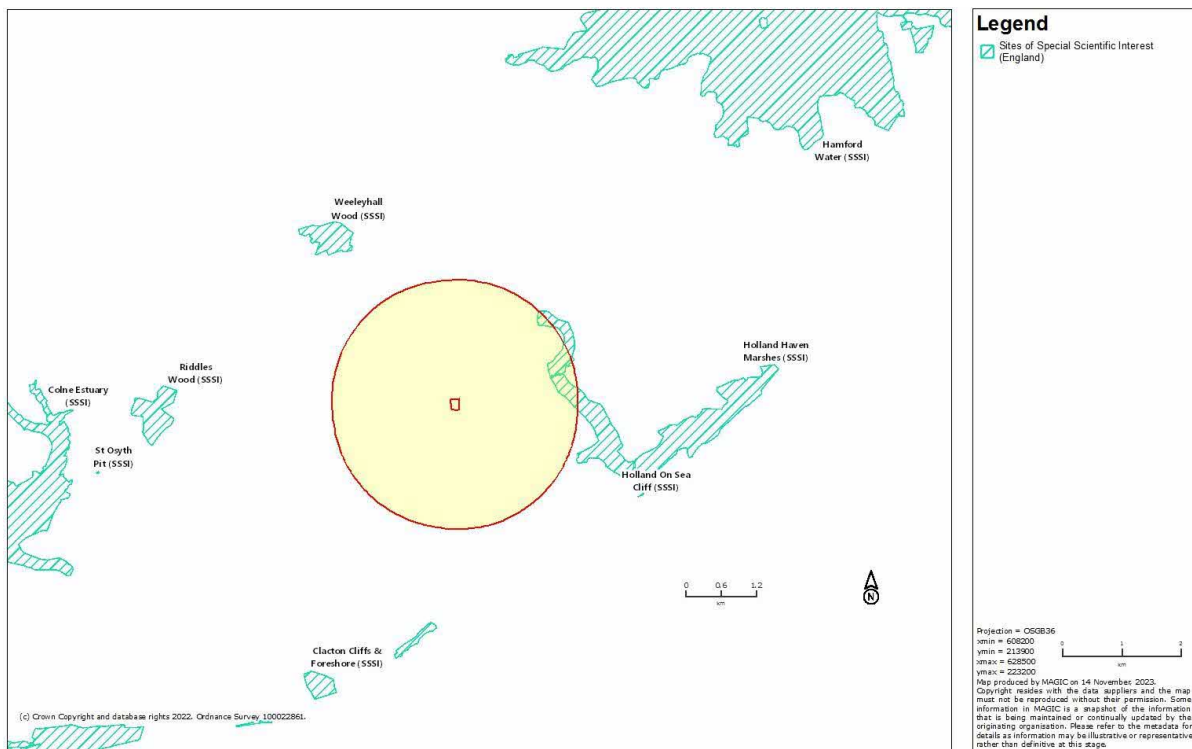 Legend
Sites of Special Scientific Interest
(England)
Hamford
Water (SSSI)
Weeleyhall
Wood (SSSI)
Holland Haven
Marshes (SSSI)
Riddles
Wood (SSSI)
Colne Estuary
(SSSI)
St Osyth
Pit (SSSI)
Holland On Sea
Cliff (SSSI)
0 0.6 1.2
km
N
Clacton Cliffs &
Foreshore (SSSI)
(c) Crown Copyright and database rights 2022. Ordnance Survey 100022861.
Projection = OSGB36
xmin = 608200
ymin = 213900
xmax = 628500
ymax = 223200
0 1 2
km
Map produced by MAGIC on 14 November, 2023.
Copyright resides with the data suppliers and the map
must not be reproduced without their permission. Some
information in MAGIC is a snapshot of the information
that is being maintained or continually updated by the
originating organisation. Please refer to the metadata for
details as information may be illustrative or representative
rather than definitive at this stage.